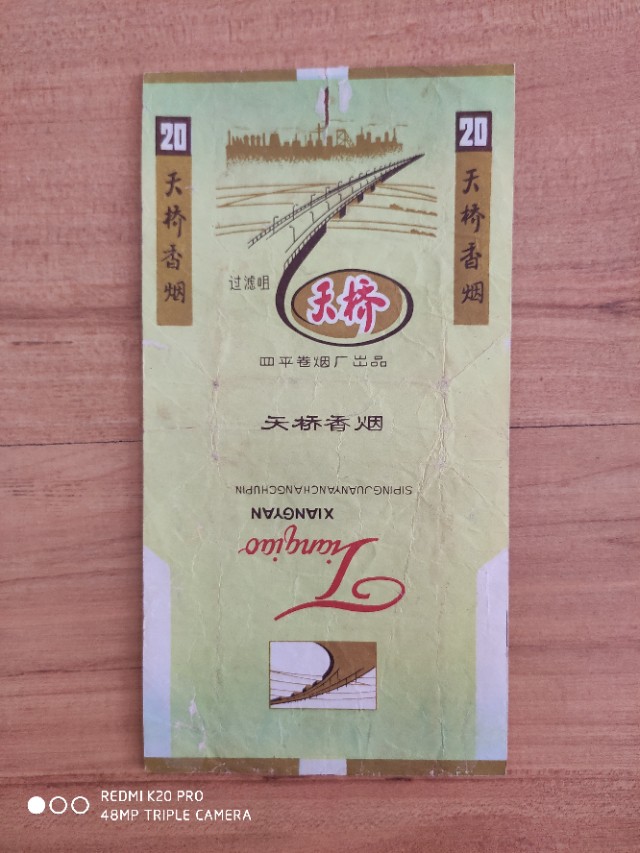 20
天桥香烟
20
天桥香烟
过滤咀
天桥
四平卷烟厂出品
天桥香烟
SIPINGJUANYANCHANGCHUPIN
XIANGYAN
Tianqiao
REDMI K20 PRO
48MP TRIPLE CAMERA